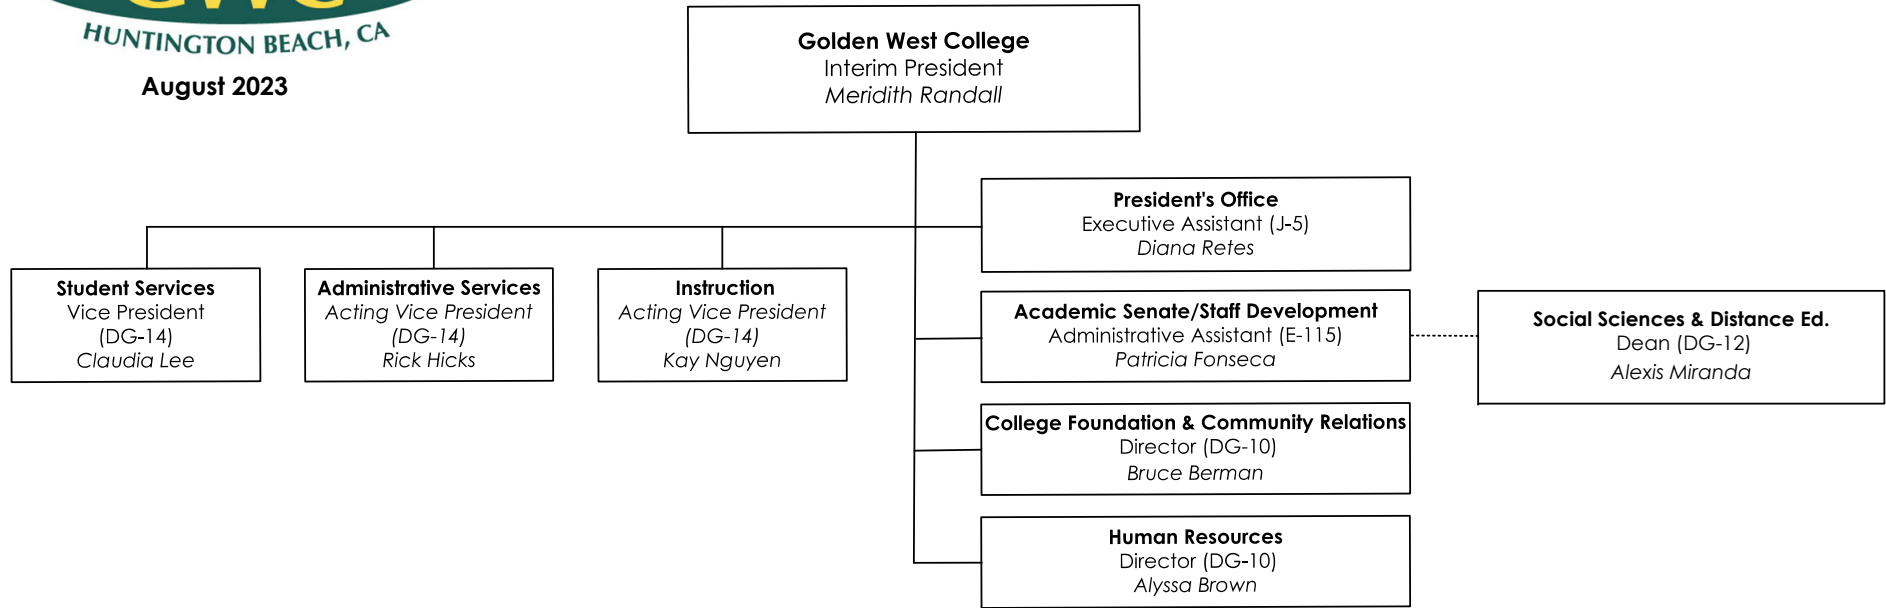 GWC
HUNTINGTON BEACH, CA
August 2023
Golden West College
Interim President
Meridith Randall
President's Office
Executive Assistant (J-5)
Diana Retes
Student Services
Vice President
(DG-14)
Claudia Lee
Administrative Services
Acting Vice President
(DG-14)
Rick Hicks
Instruction
Acting Vice President
(DG-14)
Kay Nguyen
Academic Senate/Staff Development
Administrative Assistant (E-115)
Patricia Fonseca
Social Sciences & Distance Ed.
Dean (DG-12)
Alexis Miranda
College Foundation & Community Relations
Director (DG-10)
Bruce Berman
Human Resources
Director (DG-10)
Alyssa Brown